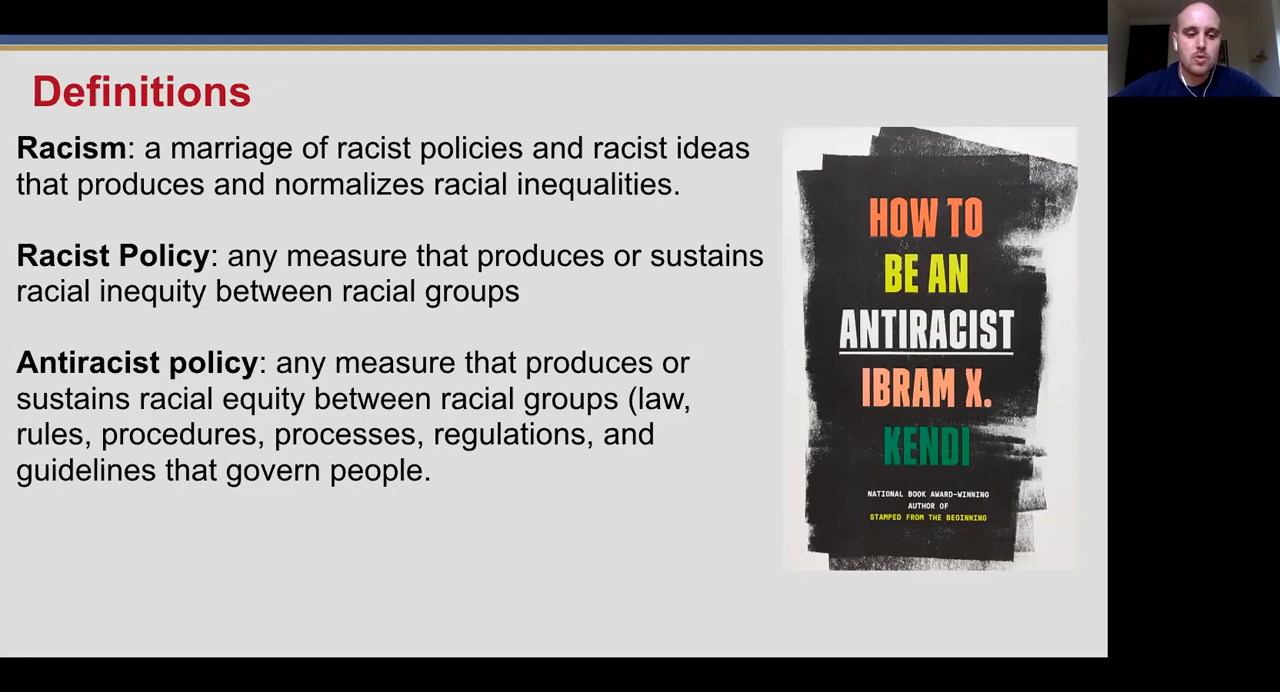 Definitions
Racism: a marriage of racist policies and racist ideas
that produces and normalizes racial inequalities.
Racist Policy: any measure that produces or sustains
racial inequity between racial groups
Antiracist policy: any measure that produces or
sustains racial equity between racial groups (law,
rules, procedures, processes, regulations, and
guidelines that govern people.
HOW TO
BE AN
ANTIRACIST
IBRAM X.
KENDI
NATIONAL BOOK AWARD-WINNING
AUTHOR OF
STAMPED FROM THE BEGINNING